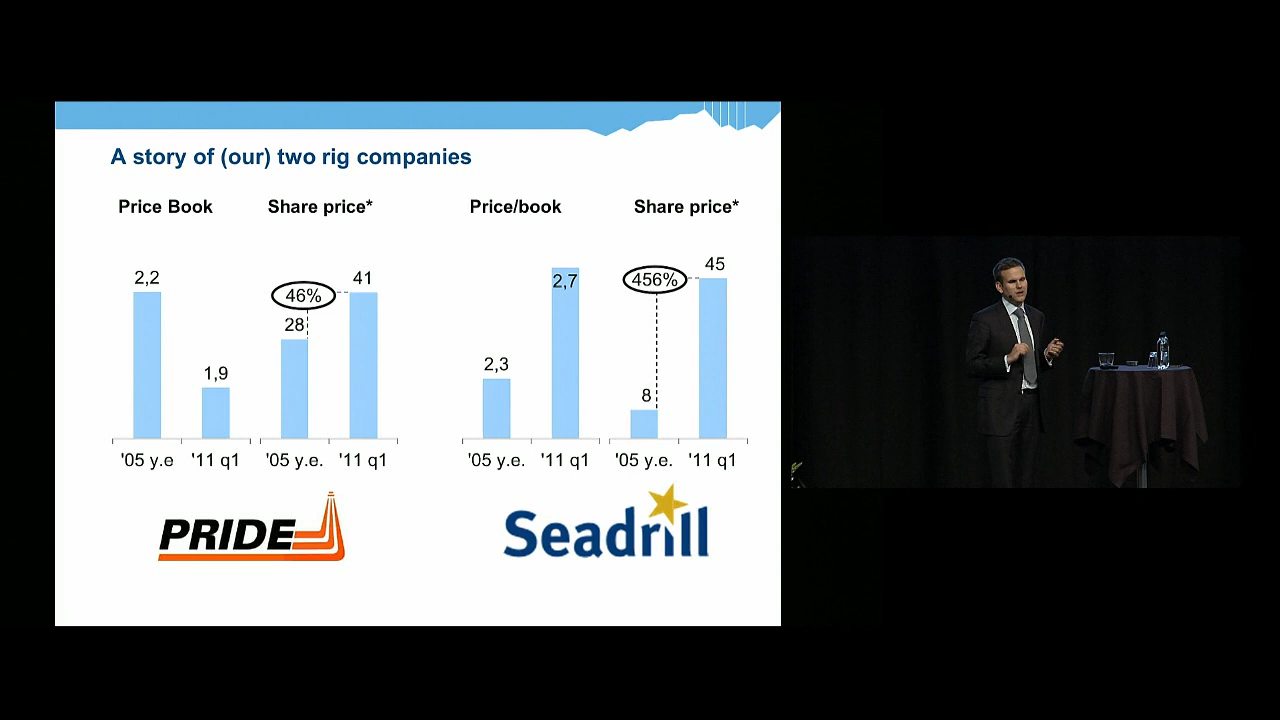 A story of (our) two rig companies
Price Book
Share price*
Price/book
Share price*
2,2
1,9
'05 y.e
'11 q1
46%
28
41
'05 y.e.
'11 q1
2,3
2,7
'05 y.e.
'11 q1
456%
8
45
'05 y.e.
'11 q1
PRIDE
Seadrill